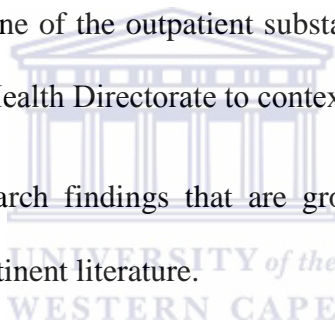 ne of the outpatient substa
Health Directorate to contex
arch findings that are gro
UNIVERSITY of the
tinent literature.
WESTERN CAPE